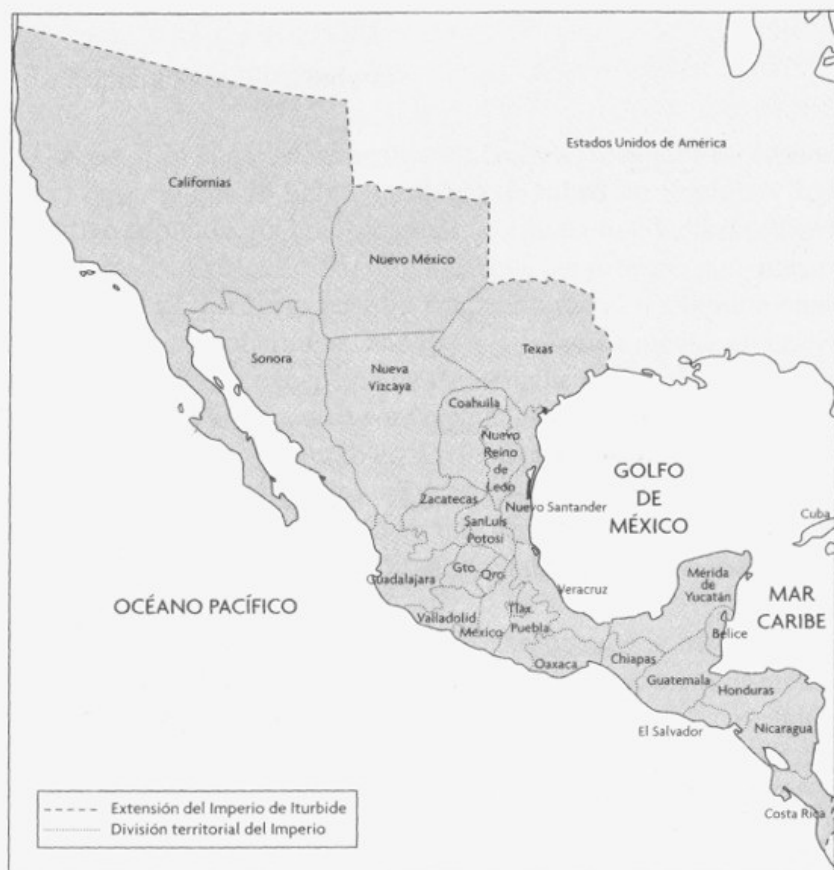 Estados Unidos de América
Californias
Nuevo México
Texas
Sonora
Nueva
Vizcaya
Coahuila
Nuevo
Reino
de
León
Zacatecas
Nuevo Santander
SanLuis
Potosí
GOLFO
DE
MÉXICO
Cuba
Guadalajara
Gto.
Qro.
Veracruz
Mérida
de
Yucatán
MAR
CARIBE
OCÉANO PACÍFICO
Valladolid
México
Tlax.
Puebla
Belice
Oaxaca
Chiapas
Guatemala
Honduras
El Salvador
Nicaragua
Costa Rica
Extensión del Imperio de Iturbide
División territorial del Imperio